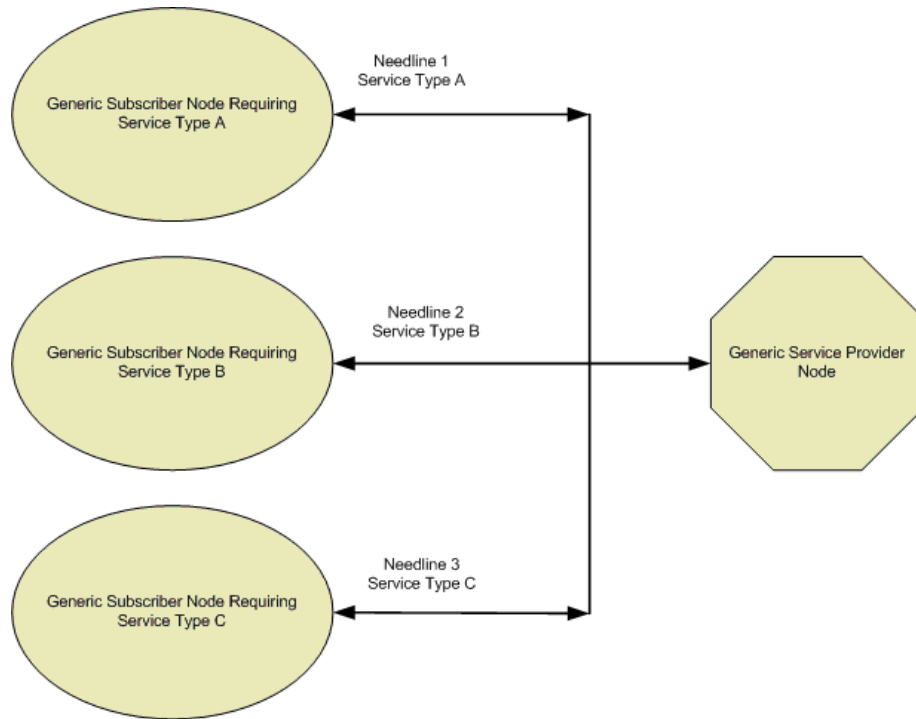 Needline 1
Service Type A
Generic Subscriber Node Requiring
Service Type A
Needline 2
Service Type B
Generic Subscriber Node Requiring
Service Type B
Generic Service Provider
Node
Needline 3
Service Type C
Generic Subscriber Node Requiring
Service Type C